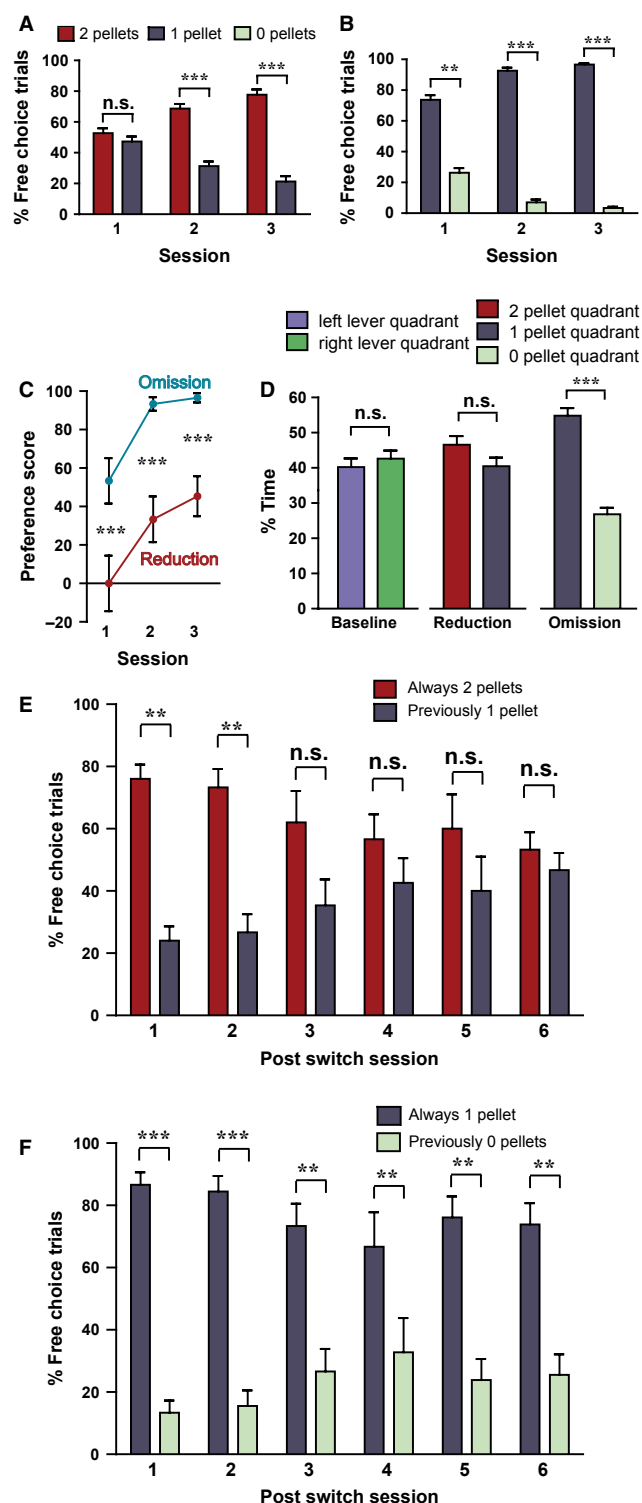 A
2 pellets 1 pellet 0 pellets
% Free choice trials
100
80
60
40
20
0
n.s.
***
***
1 2 3
Session
B
% Free choice trials
100
80
60
40
20
0
**
***
***
1 2 3
Session
left lever quadrant
right lever quadrant
2 pellet quadrant
1 pellet quadrant
0 pellet quadrant
C
Preference score
100
80
60
40
20
0
–20
Omission
***
***
***
Reduction
1 2 3
Session
D
% Time
60
50
40
30
20
10
0
n.s.
n.s.
***
Baseline Reduction Omission
E
Always 2 pellets
Previously 1 pellet
% Free choice trials
100
80
60
40
20
0
**
**
n.s.
n.s.
n.s.
n.s.
1 2 3 4 5 6
Post switch session
F
Always 1 pellet
Previously 0 pellets
% Free choice trials
100
80
60
40
20
0
***
***
**
**
**
**
1 2 3 4 5 6
Post switch session